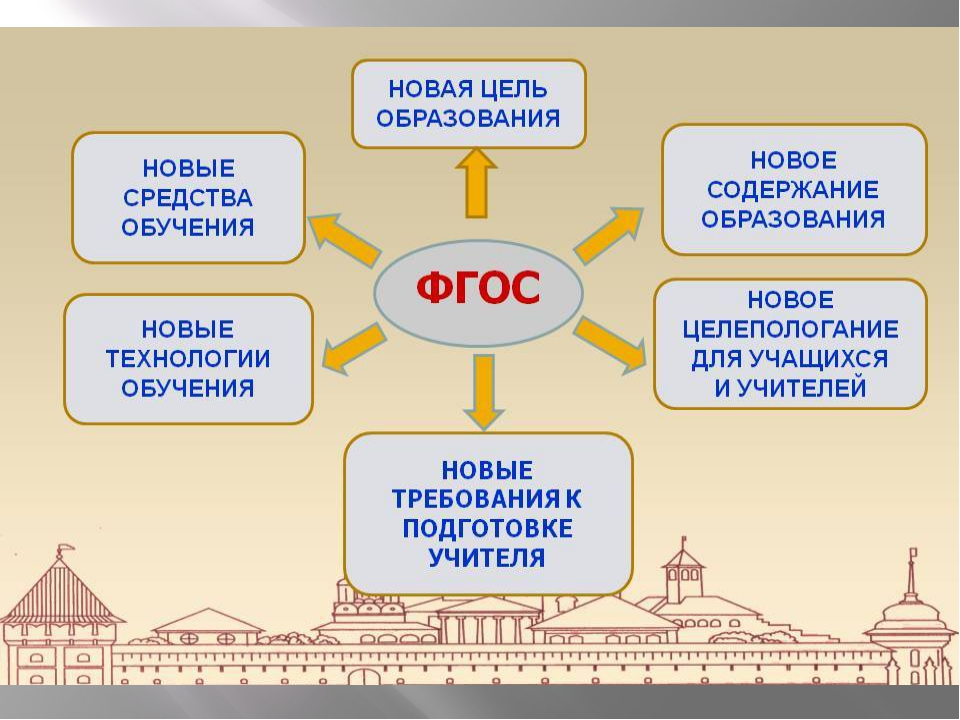 НОВАЯ ЦЕЛЬ
ОБРАЗОВАНИЯ
НОВЫЕ
СРЕДСТВА
ОБУЧЕНИЯ
НОВОЕ
СОДЕРЖАНИЕ
ОБРАЗОВАНИЯ
ФГОС
НОВЫЕ
ТЕХНОЛОГИИ
ОБУЧЕНИЯ
НОВОЕ
ЦЕЛЕПОЛОГАНИЕ
ДЛЯ УЧАЩИХСЯ
И УЧИТЕЛЕЙ
НОВЫЕ
ТРЕБОВАНИЯ К
ПОДГОТОВКЕ
УЧИТЕЛЯ